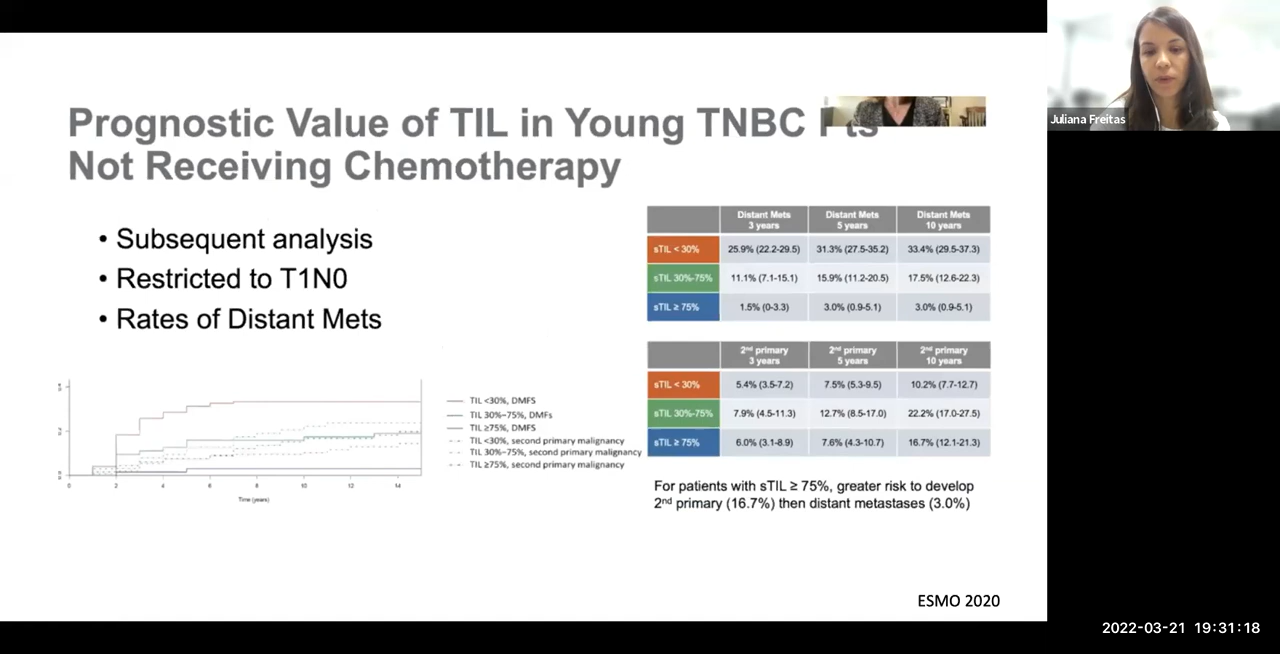 Prognostic Value of TIL in Young TNBC Pts
Not Receiving Chemotherapy
• Subsequent analysis
• Restricted to T1N0
• Rates of Distant Mets
TIL <30%, DMFS
TIL 30%–75%, DMFs
TIL ≥75%, DMFS
TIL <30%, second primary malignancy
TIL 30%–75%, second primary malignancy
TIL ≥75%, second primary malignancy
0 2 4 6 8 10 12 14
Time (years)
Distant Mets 3 years Distant Mets 5 years Distant Mets 10 years
sTIL < 30% 25.9% (22.2-29.5) 31.3% (27.5-35.2) 33.4% (29.5-37.3)
sTIL 30%-75% 11.1% (7.1-15.1) 15.9% (11.2-20.5) 17.5% (12.6-22.3)
sTIL ≥ 75% 1.5% (0-3.3) 3.0% (0.9-5.1) 3.0% (0.9-5.1)
2nd primary 3 years 2nd primary 5 years 2nd primary 10 years
sTIL < 30% 5.4% (3.5-7.2) 7.5% (5.3-9.5) 10.2% (7.7-12.7)
sTIL 30%-75% 7.9% (4.5-11.3) 12.7% (8.5-17.0) 22.2% (17.0-27.5)
sTIL ≥ 75% 6.0% (3.1-8.9) 7.6% (4.3-10.7) 16.7% (12.1-21.3)
For patients with sTIL ≥ 75%, greater risk to develop
2nd primary (16.7%) then distant metastases (3.0%)
ESMO 2020
Juliana Freitas
2022-03-21 19:31:18